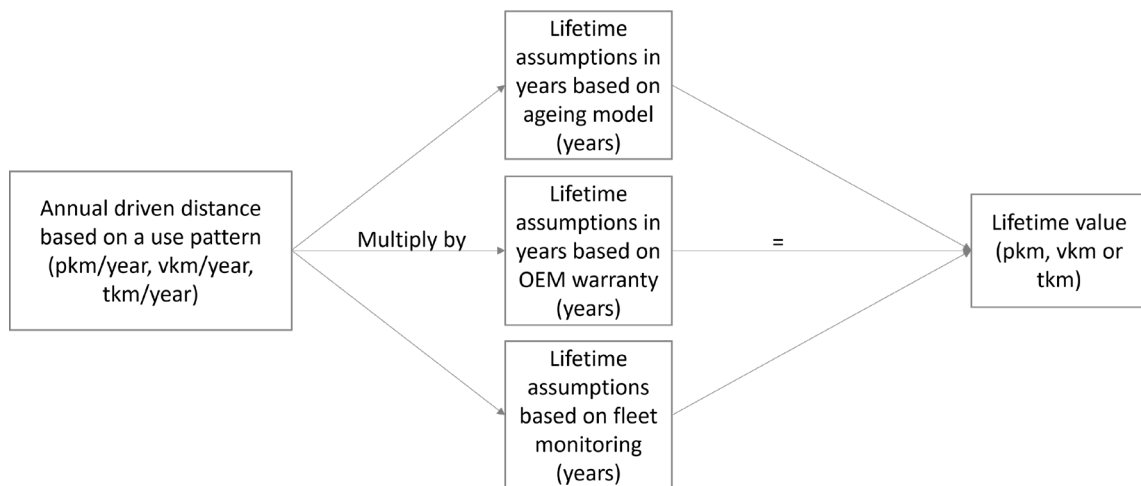 Annual driven distance
based on a use pattern
(pkm/year, vkm/year,
tkm/year)
Multiply by
Lifetime
assumptions in
years based on
ageing model
(years)
Lifetime
assumptions in
years based on
OEM warranty
(years)
Lifetime
assumptions
based on fleet
monitoring
(years)
=
Lifetime value
(pkm, vkm or
tkm)